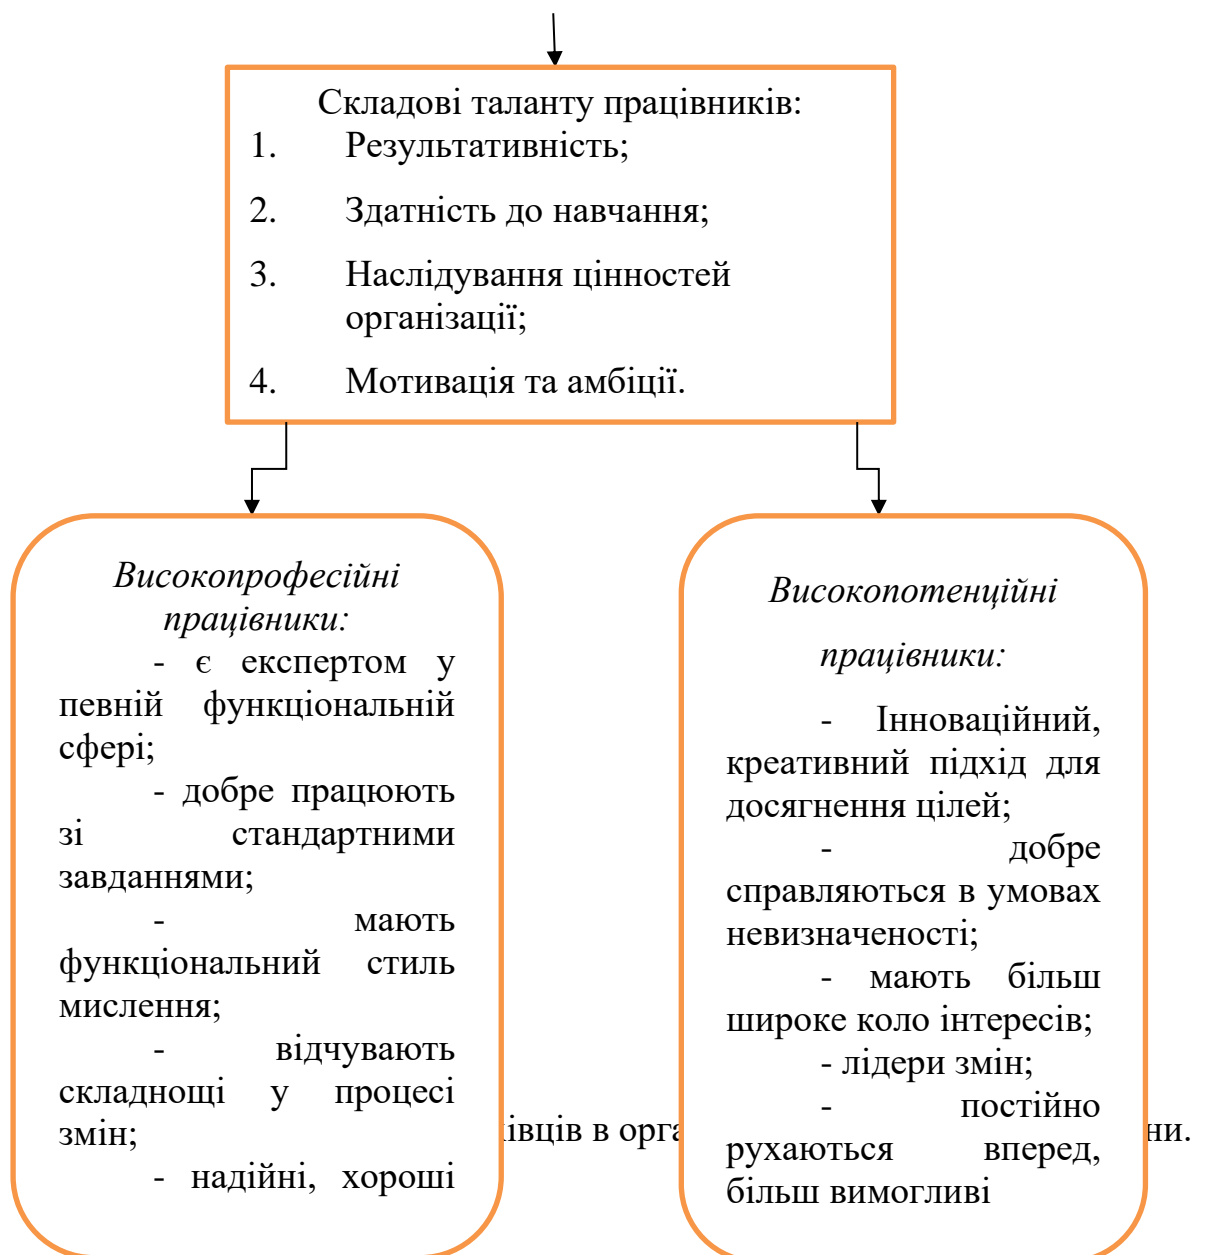 Складові таланту працівників:
1. Результативність;
2. Здатність до навчання;
3. Наслідування цінностей
організації;
4. Мотивація та амбіції.
Високопрофесійні
працівники:
- є експертом у
певній функціональній
сфері;
- добре працюють
зі стандартними
завданнями;
- мають
функціональний стиль
мислення;
- відчувають
складнощі у процесі
змін;
- надійні, хороші
Високопотенційні
працівники:
- Інноваційний,
креативний підхід для
досягнення цілей;
- добре
справляються в умовах
невизначеності;
- мають більш
широке коло інтересів;
- лідери змін;
- постійно
рухаються вперед,
більш вимогливі
в